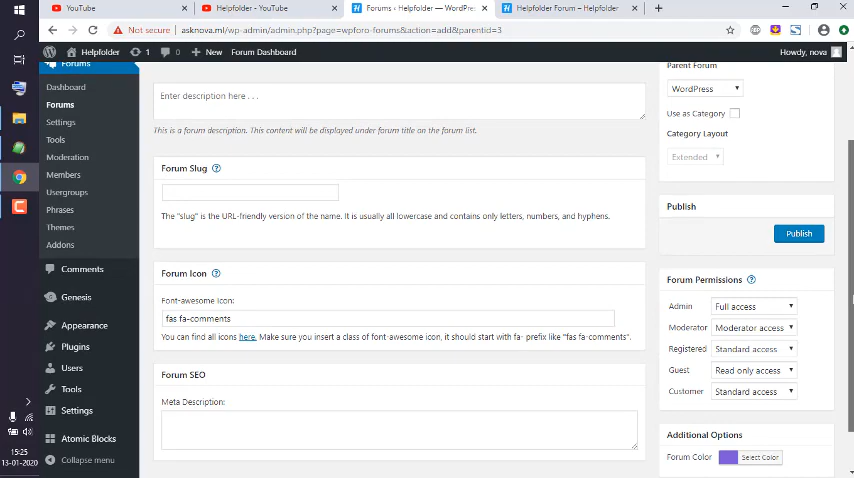 YouTube
Helpfolder - YouTube
Forums ‹ Helpfolder — WordPres
Helpfolder Forum – Helpfolder
Not secure
asknova.ml/wp-admin/admin.php?page=wpforo-forums&action=add&parentid=3
Helpfolder
1
0
New
Forum Dashboard
Howdy, nova
Forums
Dashboard
Forums
Settings
Tools
Moderation
Members
Usergroups
Phrases
Themes
Addons
Comments
Genesis
Appearance
Plugins
Users
Tools
Settings
Atomic Blocks
Collapse menu
Enter description here . . .
This is a forum description. This content will be displayed under forum title on the forum list.
Forum Slug
The "slug" is the URL-friendly version of the name. It is usually all lowercase and contains only letters, numbers, and hyphens.
Forum Icon
Font-awesome Icon:
fas fa-comments
You can find all icons here. Make sure you insert a class of font-awesome icon, it should start with fa- prefix like "fas fa-comments".
Forum SEO
Meta Description:
Parent Forum
WordPress
Use as Category
Category Layout
Extended
Publish
Publish
Forum Permissions
Admin Full access
Moderator Moderator access
Registered Standard access
Guest Read only access
Customer Standard access
Additional Options
Forum Color Select Color
15:25
13-01-2020